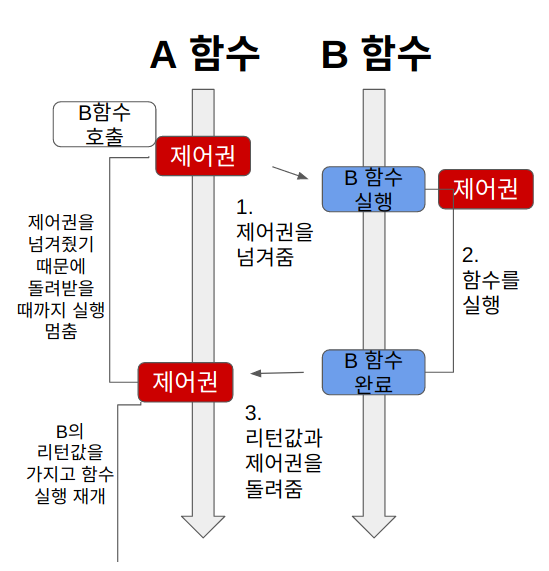 A 함수
B 함수
B함수
호출
제어권
B 함수
실행
제어권
1.
제어권을
넘겨줌
제어권을
넘겨줬기
때문에
돌려받을
때까지 실행
멈춤
2.
함수를
실행
B 함수
완료
제어권
3.
리턴값과
제어권을
돌려줌
B의
리턴값을
가지고 함수
실행 재개